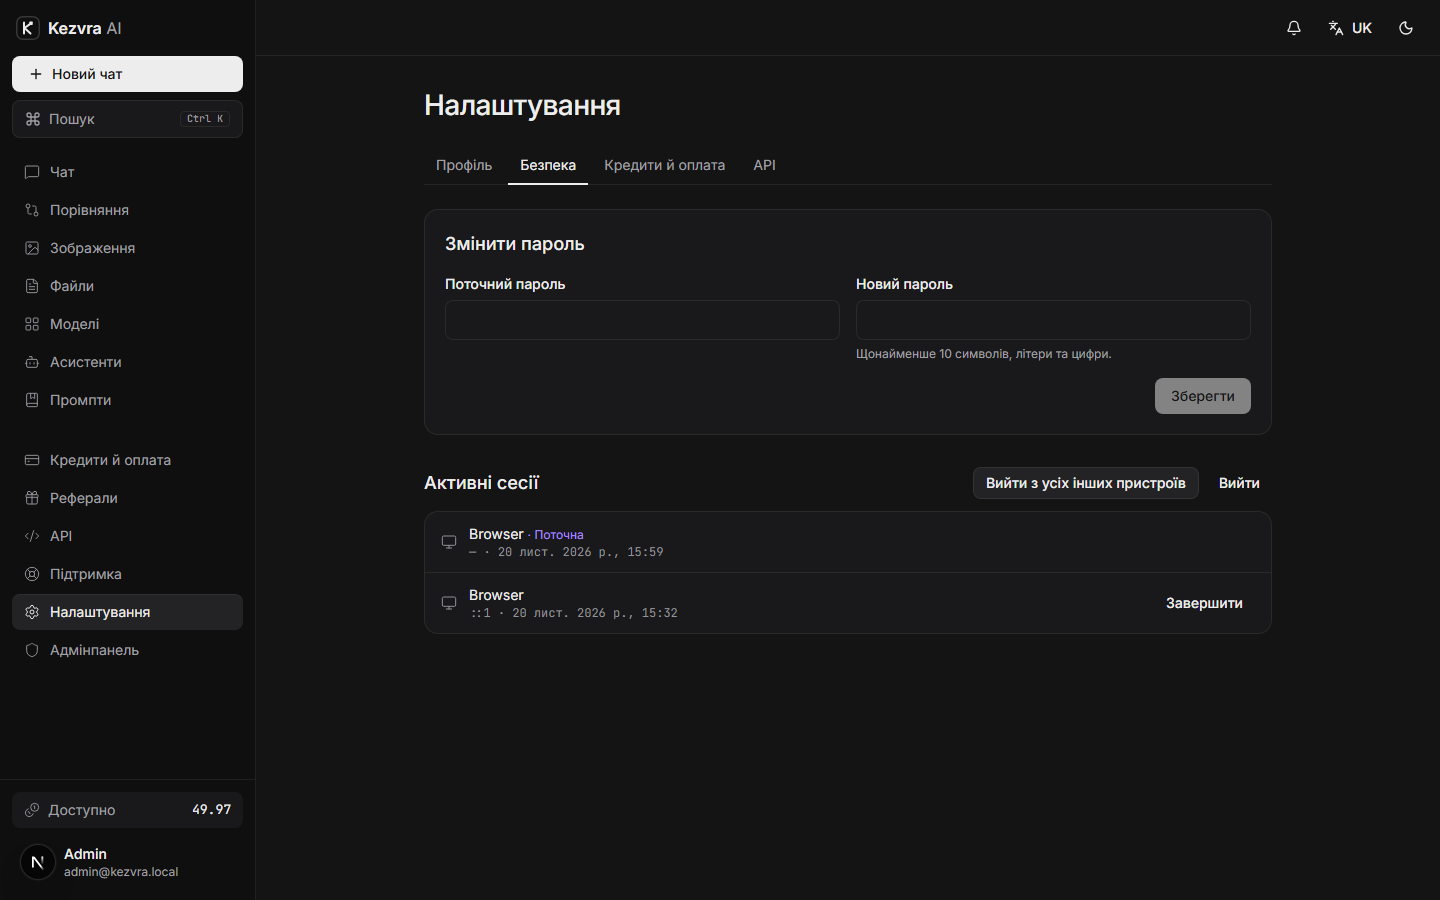 Kezvra AI
UK
Новий чат
Пошук Ctrl K
Чат
Порівняння
Зображення
Файли
Моделі
Асистенти
Промпти
Кредити й оплата
Реферали
API
Підтримка
Налаштування
Адмінпанель
Доступно 49.97
Admin
admin@kezvra.local
Налаштування
Профіль Безпека Кредити й оплата API
Змінити пароль
Поточний пароль Новий пароль
Щонайменше 10 символів, літери та цифри.
Зберегти
Активні сесії Вийти з усіх інших пристроїв Вийти
Browser · Поточна
— · 20 лист. 2026 р., 15:59
Browser
::1 · 20 лист. 2026 р., 15:32
Завершити